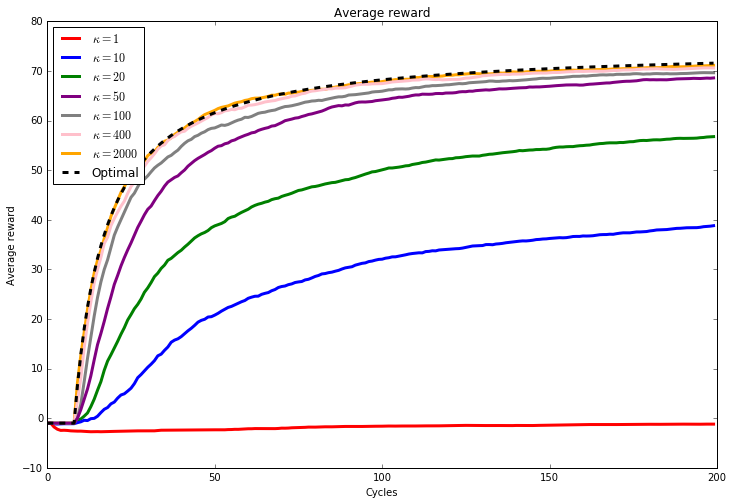 Average reward
80
70
60
50
40
30
20
10
0
−10
Average reward
κ = 1
κ = 10
κ = 20
κ = 50
κ = 100
κ = 400
κ = 2000
Optimal
0
50
100
150
200
Cycles